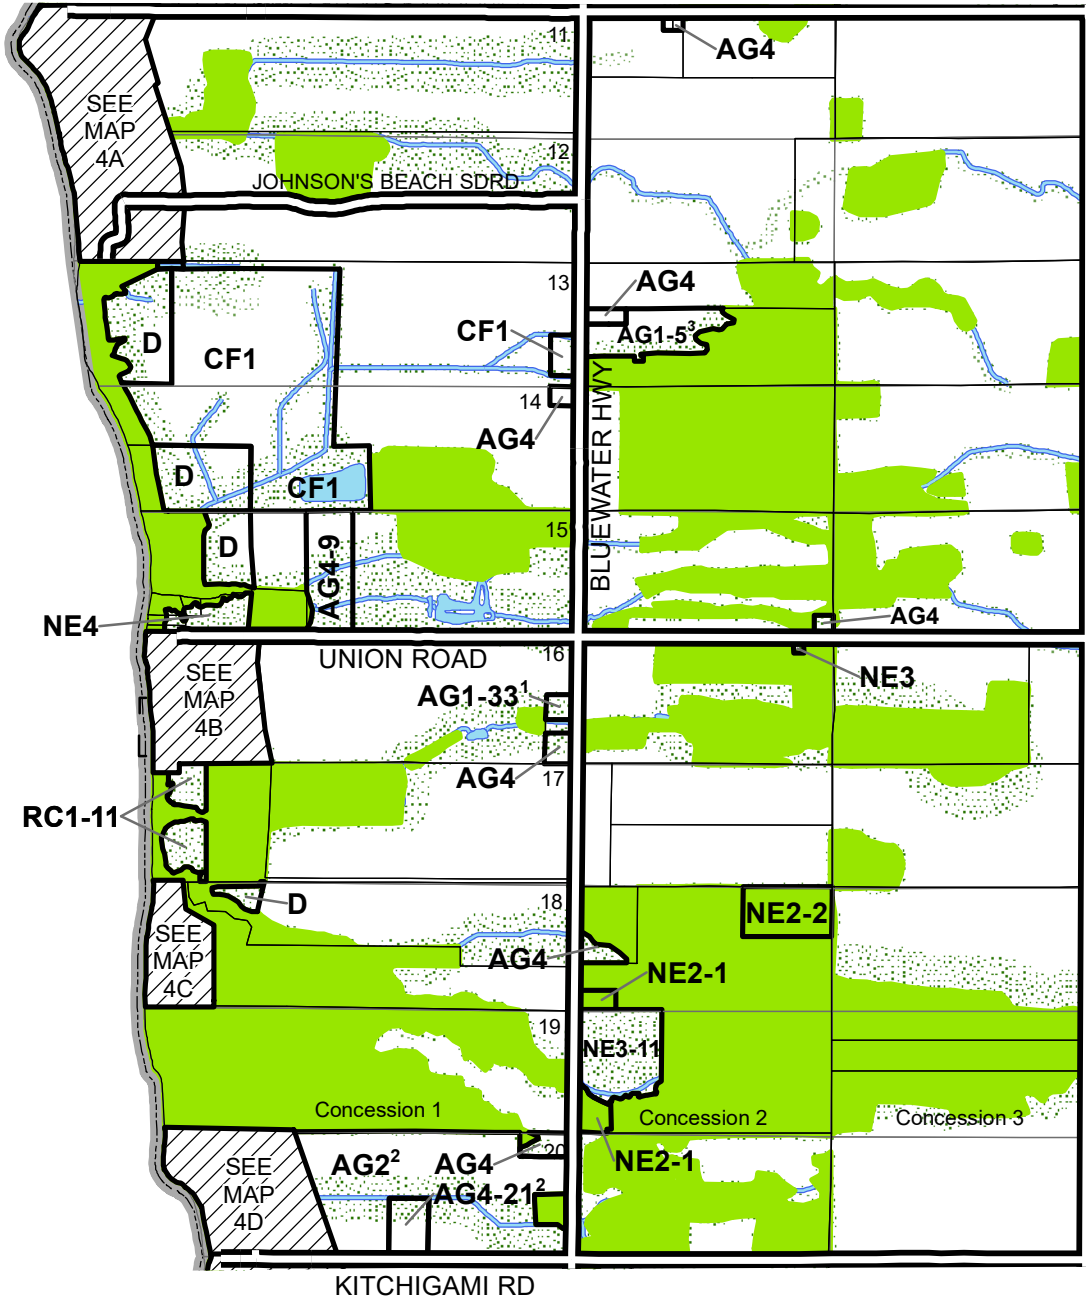 11
AG4
SEE
MAP
4A
12
JOHNSON'S BEACH SDRD
13
AG4
CF1
AG1-5³
D
CF1
14
AG4
BLUEWATER HWY
D
CF1
15
D
AG4-9
AG4
NE4
UNION ROAD
16
SEE
MAP
4B
NE3
AG1-33¹
AG4
17
RC1-11
D
18
NE2-2
SEE
MAP
4C
AG4
NE2-1
19
NE3-11
Concession 1
Concession 2
Concession 3
20
SEE
MAP
4D
AG2²
AG4
NE2-1
AG4-21²
KITCHIGAMI RD